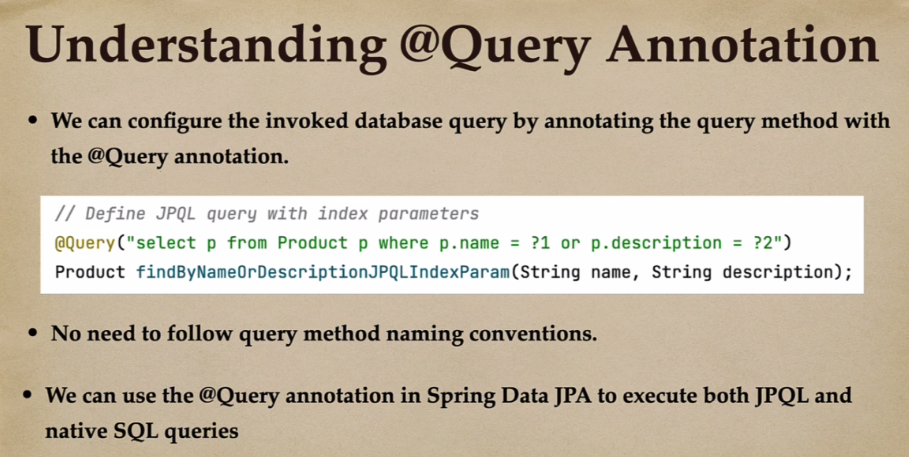 Understanding @Query Annotation
• We can configure the invoked database query by annotating the query method with
the @Query annotation.
// Define JPQL query with index parameters
@Query("select p from Product p where p.name = ?1 or p.description = ?2")
Product findByNameOrDescriptionJPQLIndexParam(String name, String description);
• No need to follow query method naming conventions.
• We can use the @Query annotation in Spring Data JPA to execute both JPQL and
native SQL queries